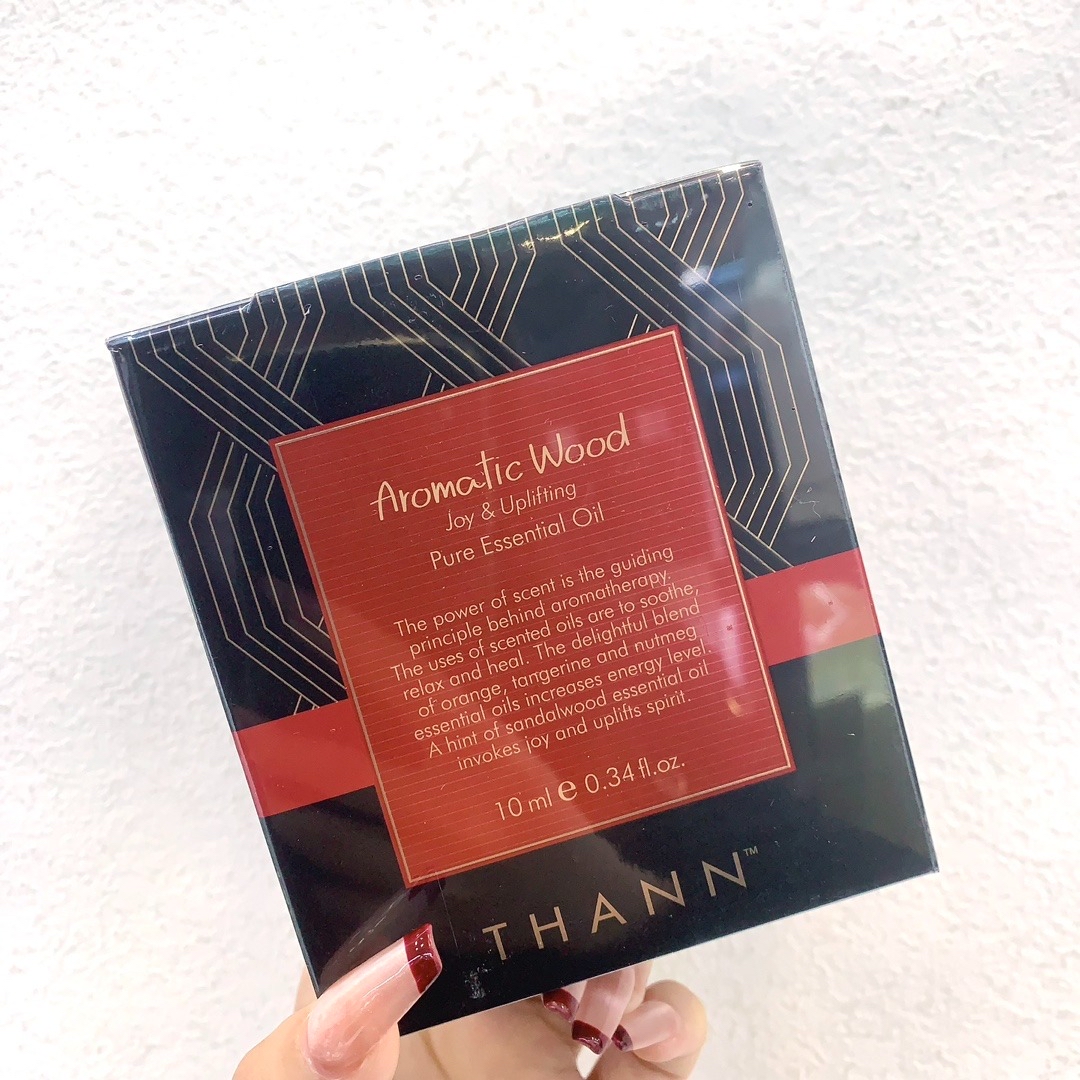 Aromatic Wood
Joy & Uplifting
Pure Essential Oil
The power of scent is the guiding
principle behind aromatherapy.
The uses of scented oils are to soothe,
relax and heal. The delightful blend
of orange, tangerine and nutmeg
essential oils increases energy level.
A hint of sandalwood essential oil
invokes joy and uplifts spirit.
10 ml e 0.34 fl.oz.
THANN™